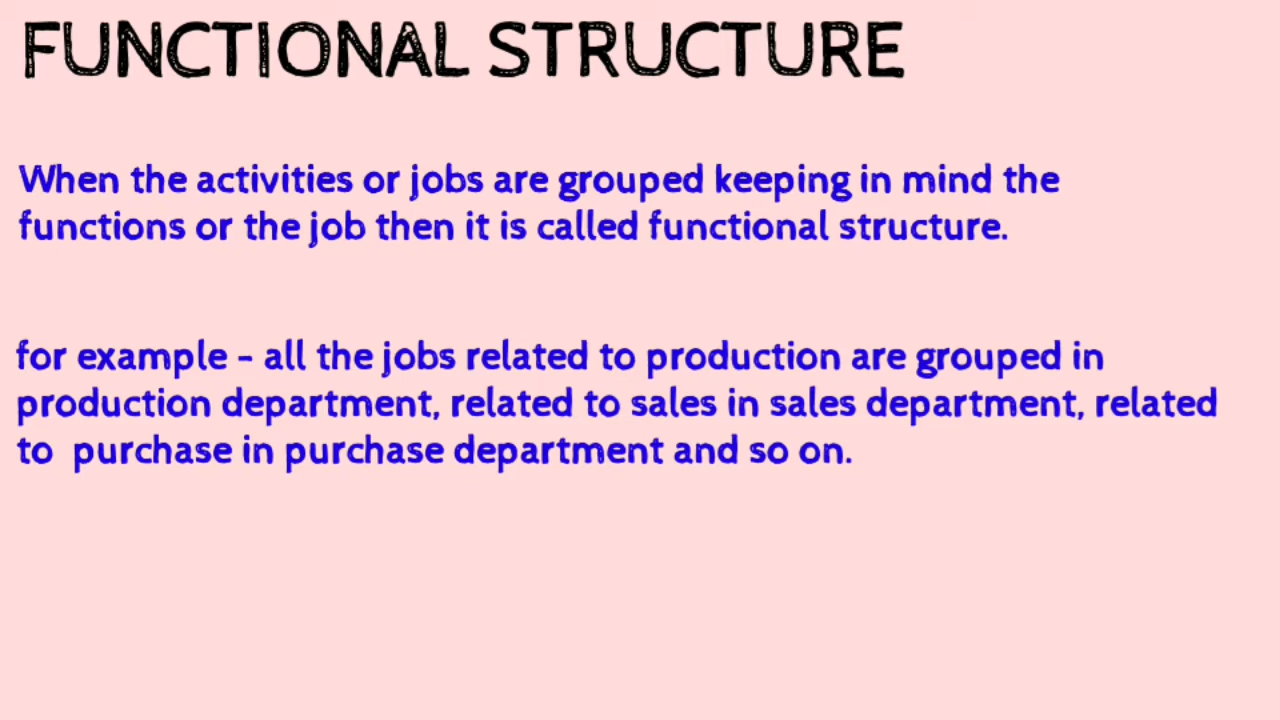 FUNCTIONAL STRUCTURE
When the activities or jobs are grouped keeping in mind the
functions or the job then it is called functional structure.
for example - all the jobs related to production are grouped in
production department, related to sales in sales department, related
to purchase in purchase department and so on.